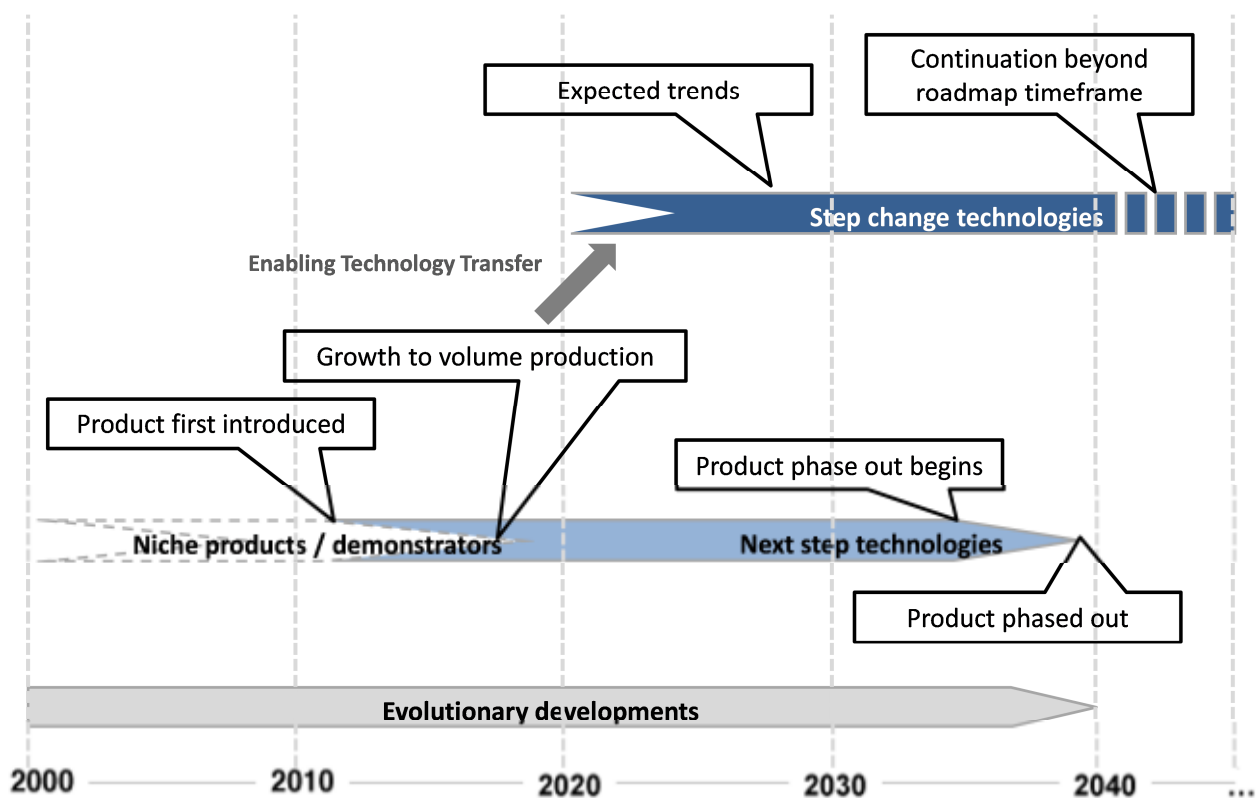 Continuation beyond
roadmap timeframe
Expected trends
Step change technologies
Enabling Technology Transfer
Growth to volume production
Product first introduced
Product phase out begins
Niche products / demonstrators
Next step technologies
Product phased out
Evolutionary developments
2000 2010 2020 2030 2040 ...